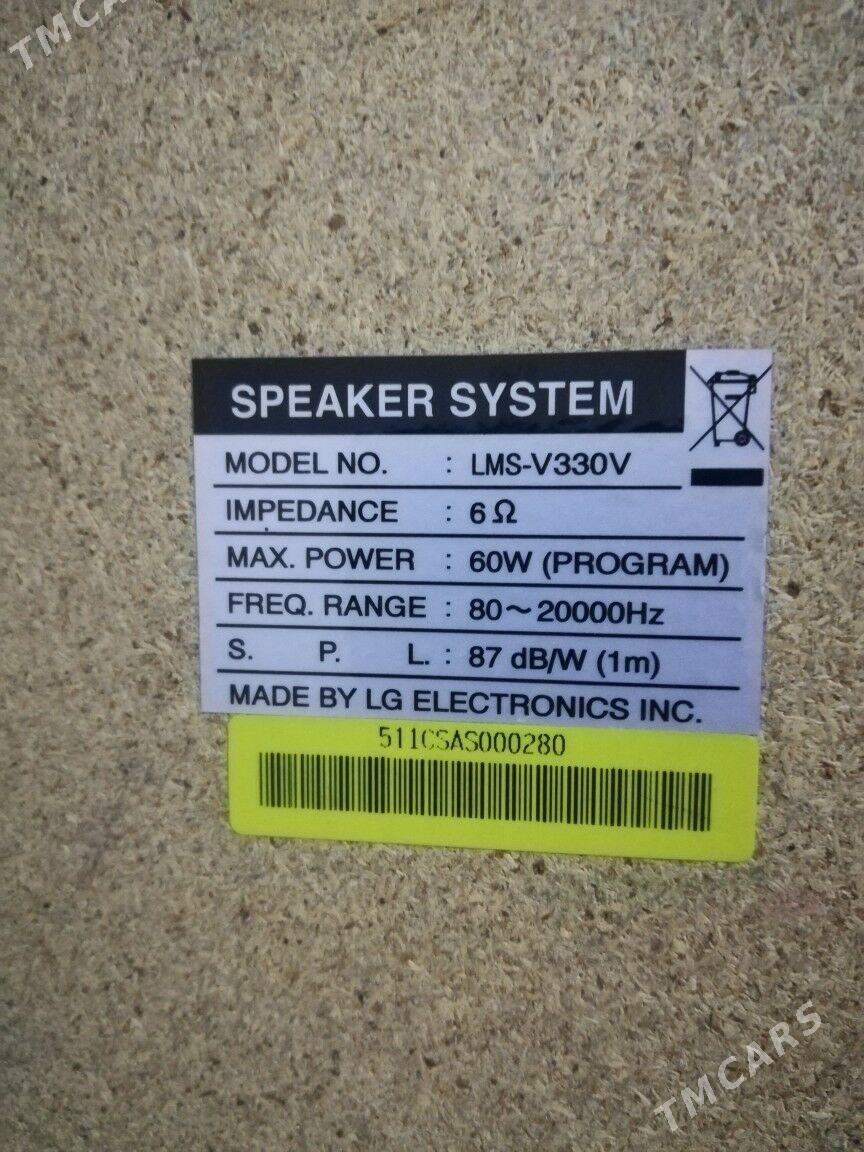 TMCARS
SPEAKER SYSTEM
MODEL NO. : LMS-V330V
IMPEDANCE : 6Ω
MAX. POWER : 60W (PROGRAM)
FREQ. RANGE : 80～20000Hz
S. P. L. : 87 dB/W (1m)
MADE BY LG ELECTRONICS INC.
511CSAS000280
TMCARS